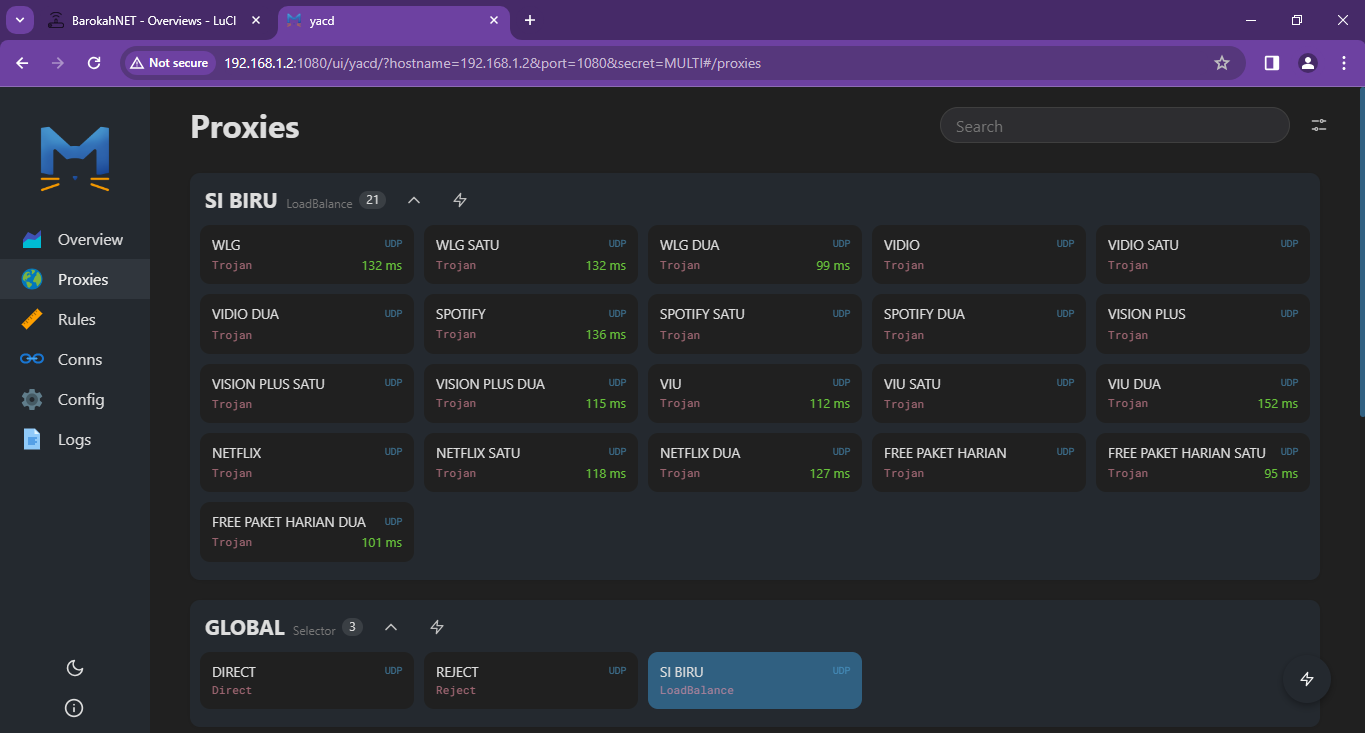 BarokahNET - Overviews - LuCI
yacd
Not secure 192.168.1.2:1080/ui/yacd/?hostname=192.168.1.2&port=1080&secret=MULTI#/proxies
Proxies
Search
Overview
Proxies
Rules
Conns
Config
Logs
SI BIRU LoadBalance 21
WLG UDP
Trojan 132 ms
WLG SATU UDP
Trojan 132 ms
WLG DUA UDP
Trojan 99 ms
VIDIO UDP
Trojan
VIDIO SATU UDP
Trojan
VIDIO DUA UDP
Trojan
SPOTIFY UDP
Trojan 136 ms
SPOTIFY SATU UDP
Trojan
SPOTIFY DUA UDP
Trojan
VISION PLUS UDP
Trojan
VISION PLUS SATU UDP
Trojan
VISION PLUS DUA UDP
Trojan 115 ms
VIU UDP
Trojan 112 ms
VIU SATU UDP
Trojan
VIU DUA UDP
Trojan 152 ms
NETFLIX UDP
Trojan
NETFLIX SATU UDP
Trojan 118 ms
NETFLIX DUA UDP
Trojan 127 ms
FREE PAKET HARIAN UDP
Trojan
FREE PAKET HARIAN SATU UDP
Trojan 95 ms
FREE PAKET HARIAN DUA UDP
Trojan 101 ms
GLOBAL Selector 3
DIRECT UDP
Direct
REJECT UDP
Reject
SI BIRU UDP
LoadBalance